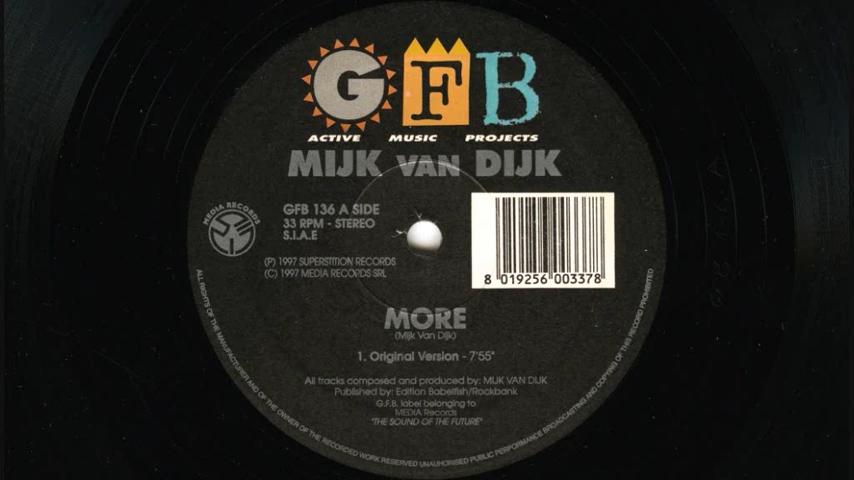 GFB
ACTIVE MUSIC PROJECTS
MIJK VAN DIJK
MEDIA RECORDS
GFB 136 A SIDE
33 RPM - STEREO
S.I.A.E
(P) 1997 SUPERSTITION RECORDS
(C) 1997 MEDIA RECORDS SRL
8 019256 003378
MORE
(Mijk Van Dijk)
1. Original Version - 7'55"
All tracks composed and produced by: MIJK VAN DIJK
Published by: Edition Babelfish/Rockbank
G.F.B. label belonging to
MEDIA Records
"THE SOUND OF THE FUTURE"
ALL RIGHTS OF THE MANUFACTURER AND OF THE OWNER OF THE RECORDED WORK RESERVED UNAUTHORISED PUBLIC PERFORMANCE BROADCASTING AND COPYING OF THIS RECORD PROHIBITED